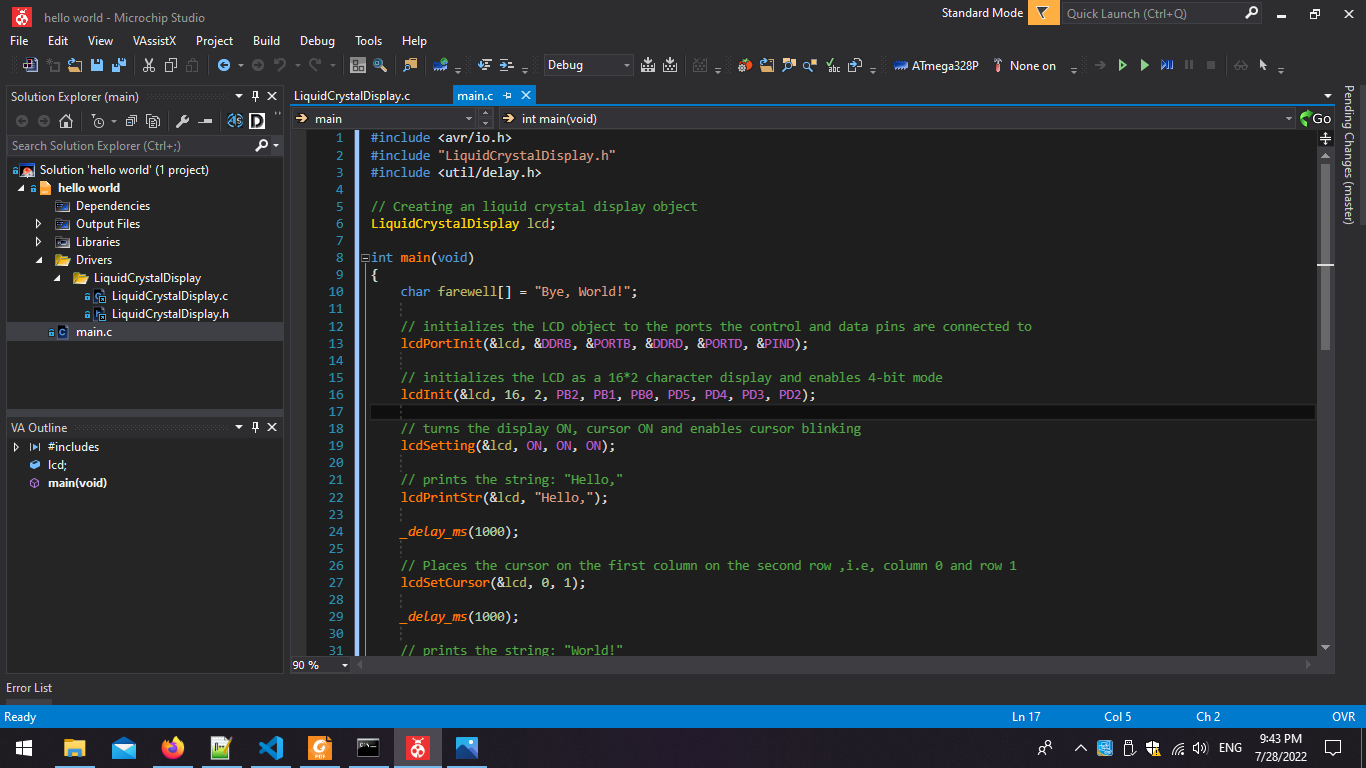 hello world - Microchip Studio
Standard Mode
Quick Launch (Ctrl+Q)
File Edit View VAssistX Project Build Debug Tools Help
Debug
ATmega328P
None on
Solution Explorer (main)
Search Solution Explorer (Ctrl+;)
Solution 'hello world' (1 project)
hello world
Dependencies
Output Files
Libraries
Drivers
LiquidCrystalDisplay
LiquidCrystalDisplay.c
LiquidCrystalDisplay.h
main.c
VA Outline
#includes
lcd;
main(void)
LiquidCrystalDisplay.c
main.c
main
int main(void)
Go
1 #include <avr/io.h>
2 #include "LiquidCrystalDisplay.h"
3 #include <util/delay.h>
4
5 // Creating an liquid crystal display object
6 LiquidCrystalDisplay lcd;
7
8 int main(void)
9 {
10 char farewell[] = "Bye, World!";
11
12 // initializes the LCD object to the ports the control and data pins are connected to
13 lcdPortInit(&lcd, &DDRB, &PORTB, &DDRD, &PORTD, &PIND);
14
15 // initializes the LCD as a 16*2 character display and enables 4-bit mode
16 lcdInit(&lcd, 16, 2, PB2, PB1, PB0, PD5, PD4, PD3, PD2);
17
18 // turns the display ON, cursor ON and enables cursor blinking
19 lcdSetting(&lcd, ON, ON, ON);
20
21 // prints the string: "Hello,"
22 lcdPrintStr(&lcd, "Hello,");
23
24 _delay_ms(1000);
25
26 // Places the cursor on the first column on the second row ,i.e, column 0 and row 1
27 lcdSetCursor(&lcd, 0, 1);
28
29 _delay_ms(1000);
30
31 // prints the string: "World!"
90 %
Pending Changes (master)
Error List
Ready
Ln 17
Col 5
Ch 2
OVR
ENG
9:43 PM
7/28/2022